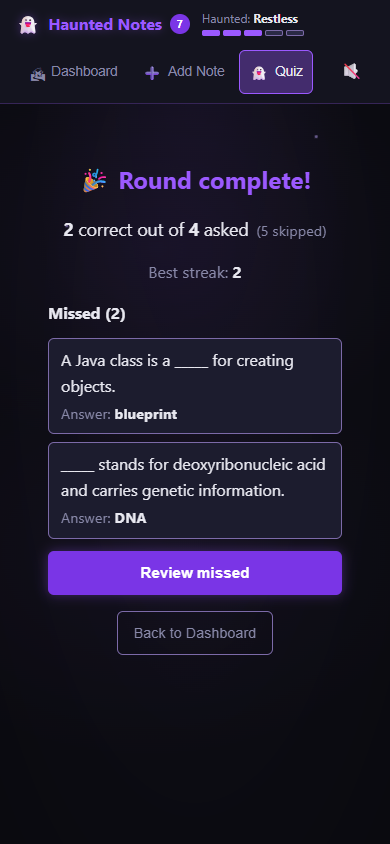 Haunted Notes 7
Haunted: Restless
Dashboard
Add Note
Quiz
Round complete!
2 correct out of 4 asked (5 skipped)
Best streak: 2
Missed (2)
A Java class is a _____ for creating
objects.
Answer: blueprint
_____ stands for deoxyribonucleic acid
and carries genetic information.
Answer: DNA
Review missed
Back to Dashboard